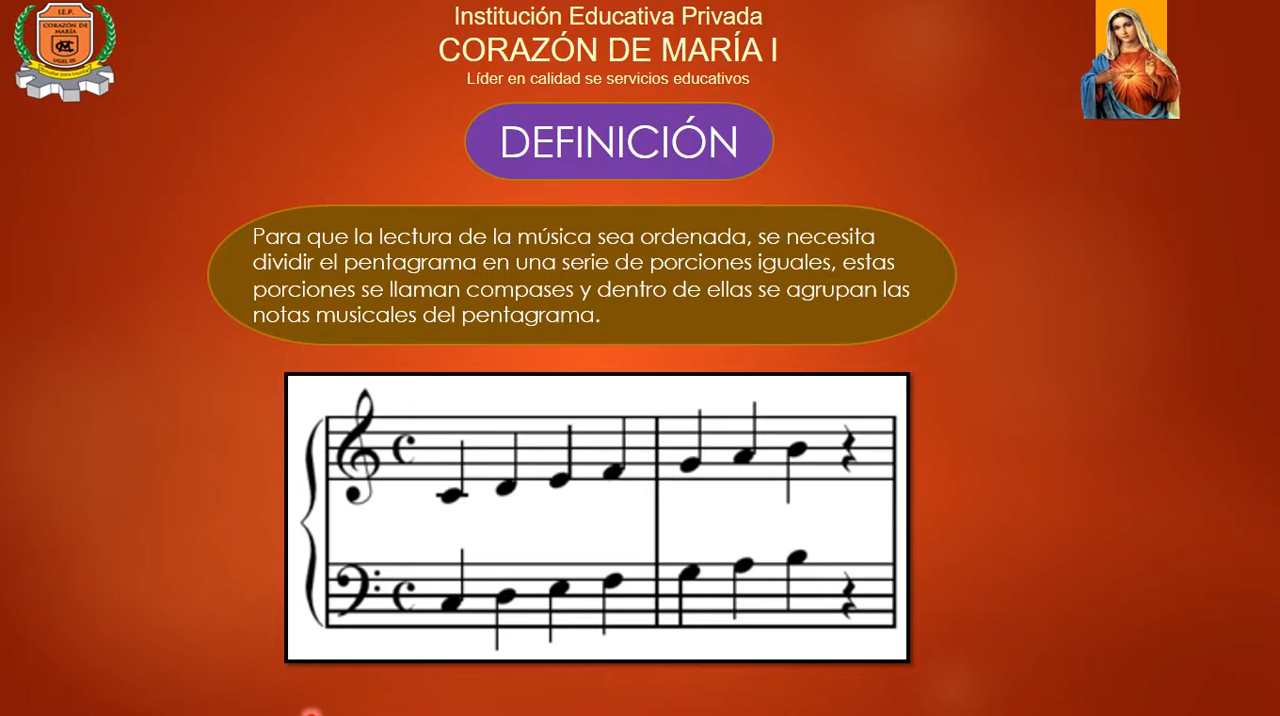 I.E.P.
CORAZÓN DE
MARÍA
UGEL 05
Institución Educativa Privada
CORAZÓN DE MARÍA I
Líder en calidad se servicios educativos
DEFINICIÓN
Para que la lectura de la música sea ordenada, se necesita
dividir el pentagrama en una serie de porciones iguales, estas
porciones se llaman compases y dentro de ellas se agrupan las
notas musicales del pentagrama.